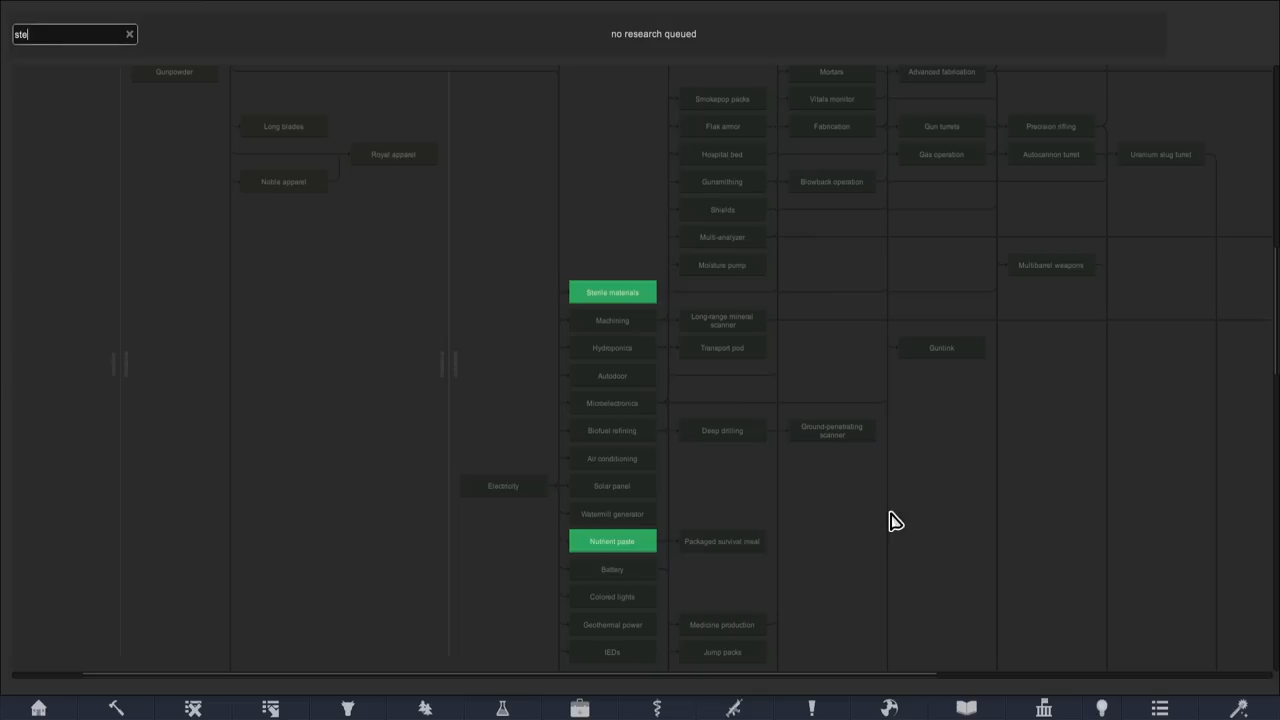 ste
no research queued
Gunpowder
Mortars
Advanced fabrication
Smokepop packs
Vitals monitor
Long blades
Flak armor
Fabrication
Gun turrets
Precision rifling
Royal apparel
Hospital bed
Gas operation
Autocannon turret
Uranium slug turret
Noble apparel
Gunsmithing
Blowback operation
Shields
Multi-analyzer
Moisture pump
Multibarrel weapons
Sterile materials
Machining
Long-range mineral
scanner
Hydroponics
Transport pod
Gunlink
Autodoor
Microelectronics
Biofuel refining
Deep drilling
Ground-penetrating
scanner
Air conditioning
Electricity
Solar panel
Watermill generator
Nutrient paste
Packaged survival meal
Battery
Colored lights
Geothermal power
Medicine production
IEDs
Jump packs